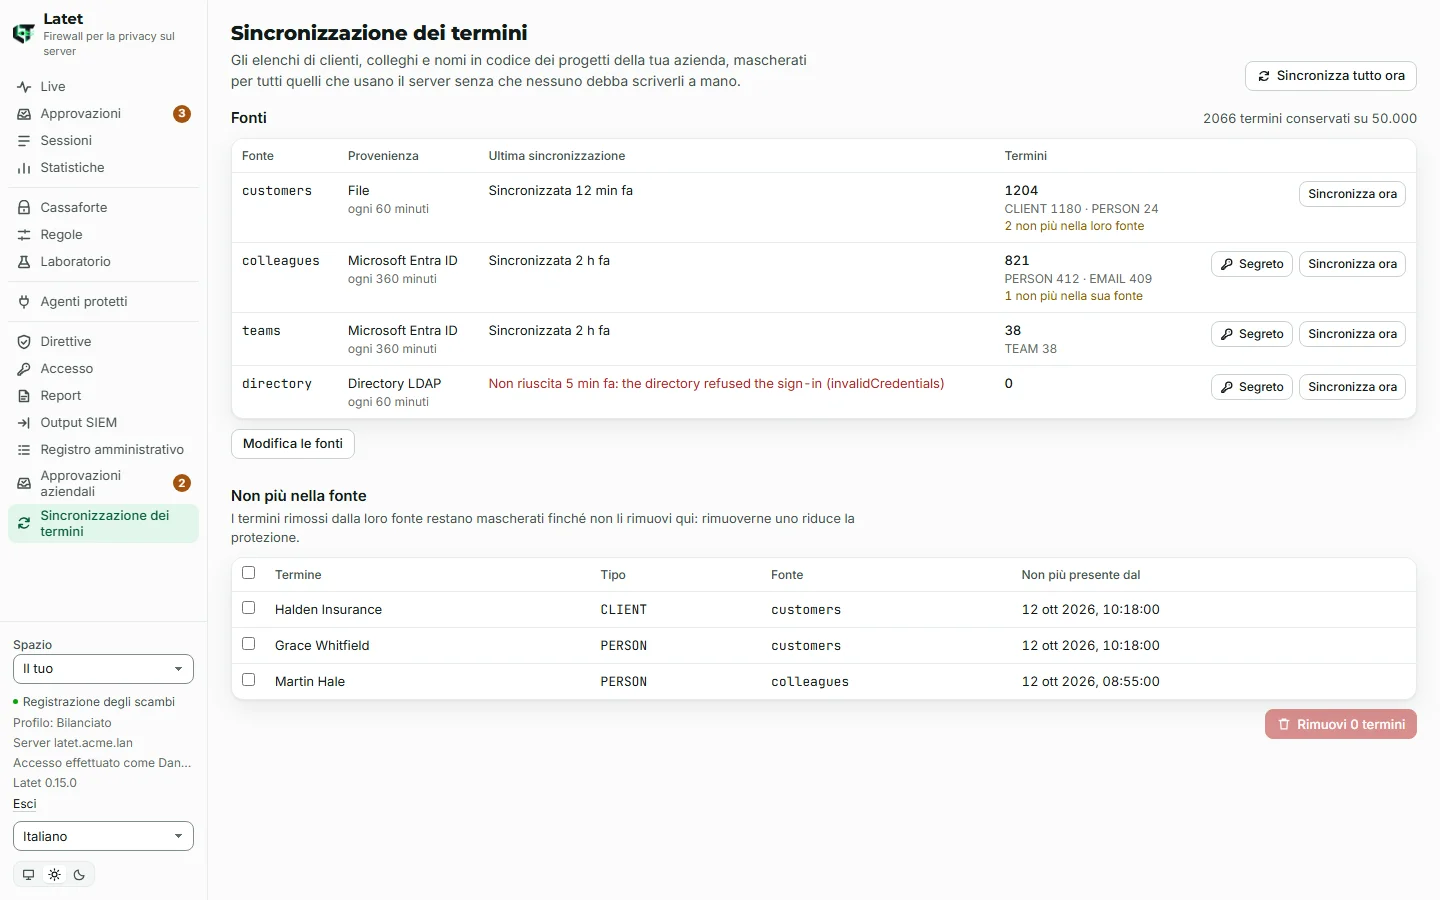 Latet
Firewall per la privacy sul
server
Live
Approvazioni 3
Sessioni
Statistiche
Cassaforte
Regole
Laboratorio
Agenti protetti
Direttive
Accesso
Report
Output SIEM
Registro amministrativo
Approvazioni
aziendali 2
Sincronizzazione dei
termini
Spazio
Il tuo
Registrazione degli scambi
Profilo: Bilanciato
Server latet.acme.lan
Accesso effettuato come Dan...
Latet 0.15.0
Esci
Italiano
Sincronizzazione dei termini
Gli elenchi di clienti, colleghi e nomi in codice dei progetti della tua azienda, mascherati
per tutti quelli che usano il server senza che nessuno debba scriverli a mano.
Sincronizza tutto ora
Fonti
2066 termini conservati su 50.000
Fonte Provenienza Ultima sincronizzazione Termini
customers File Sincronizzata 12 min fa 1204 Sincronizza ora
ogni 60 minuti CLIENT 1180 · PERSON 24
2 non più nella loro fonte
colleagues Microsoft Entra ID Sincronizzata 2 h fa 821 Segreto Sincronizza ora
ogni 360 minuti PERSON 412 · EMAIL 409
1 non più nella sua fonte
teams Microsoft Entra ID Sincronizzata 2 h fa 38 Segreto Sincronizza ora
ogni 360 minuti TEAM 38
directory Directory LDAP Non riuscita 5 min fa: the directory refused the sign-in (invalidCredentials) 0 Segreto Sincronizza ora
ogni 60 minuti
Modifica le fonti
Non più nella fonte
I termini rimossi dalla loro fonte restano mascherati finché non li rimuovi qui: rimuoverne uno riduce la
protezione.
Termine Tipo Fonte Non più presente dal
Halden Insurance CLIENT customers 12 ott 2026, 10:18:00
Grace Whitfield PERSON customers 12 ott 2026, 10:18:00
Martin Hale PERSON colleagues 12 ott 2026, 08:55:00
Rimuovi 0 termini